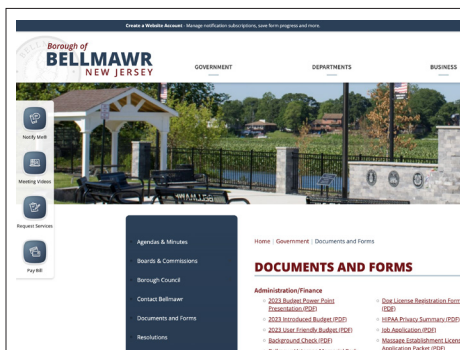 Create a Website Account - Manage notification subscriptions, save form progress and more.
Borough of
BELLMAWR
NEW JERSEY
GOVERNMENT
DEPARTMENTS
BUSINESS
Notify Me®
Meeting Videos
Request Services
Pay Bill
BELLMAWR
Agendas & Minutes
Boards & Commissions
Borough Council
Contact Bellmawr
Documents and Forms
Resolutions
Home | Government | Documents and Forms
DOCUMENTS AND FORMS
Administration/Finance
2023 Budget Power Point
Presentation (PDF)
2023 Introduced Budget (PDF)
2023 User Friendly Budget (PDF)
Background Check (PDF)
Dog License Registration Form
(PDF)
HIPAA Privacy Summary (PDF)
Job Application (PDF)
Massage Establishment Licens
Application Packet (PDF)